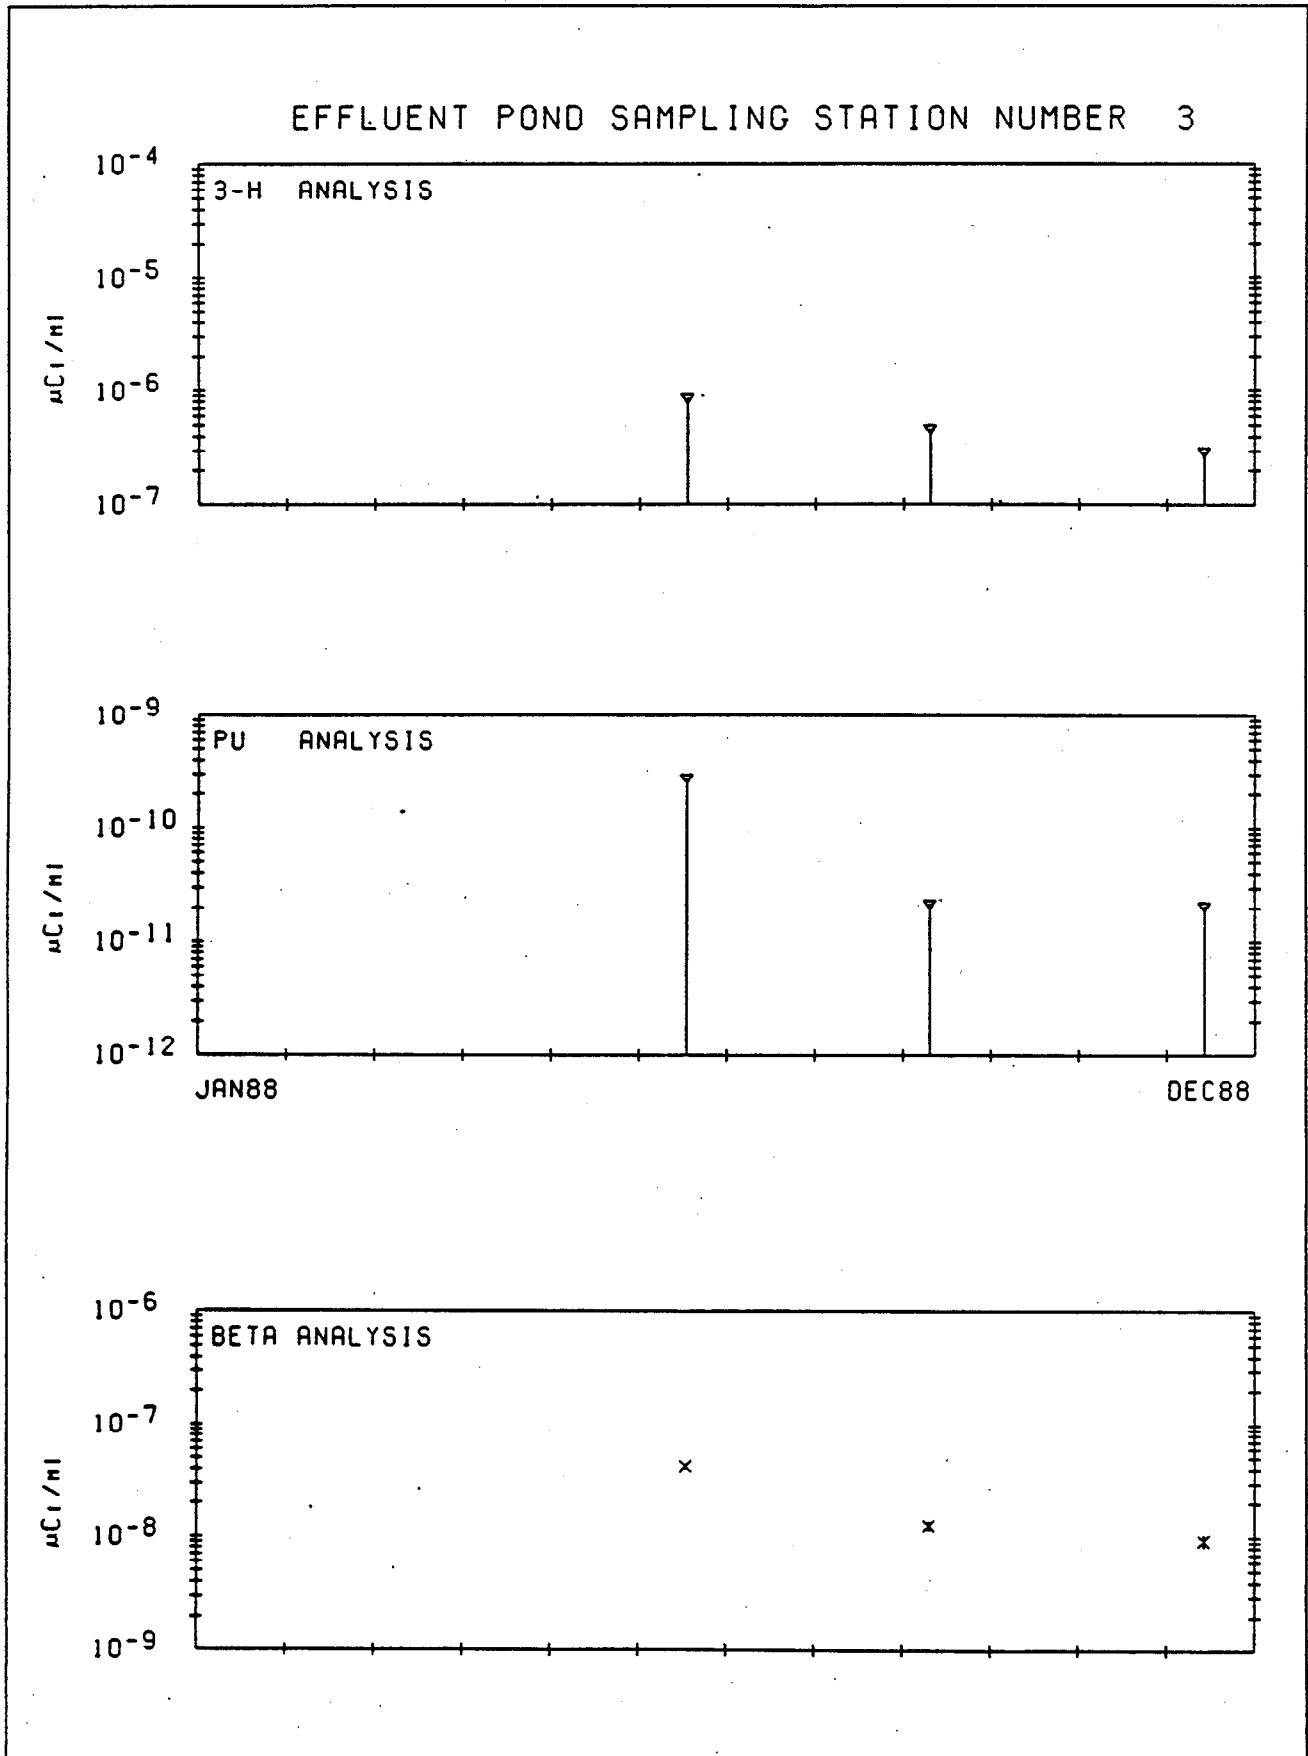 EFFLUENT POND SAMPLING STATION NUMBER 3
10-4
3-H ANALYSIS
10-5
µCi/ml
10-6
10-7
10-9
PU ANALYSIS
10-10
µCi/ml
10-11
10-12
JAN88 DEC88
10-6
BETA ANALYSIS
10-7
µCi/ml
10-8
10-9